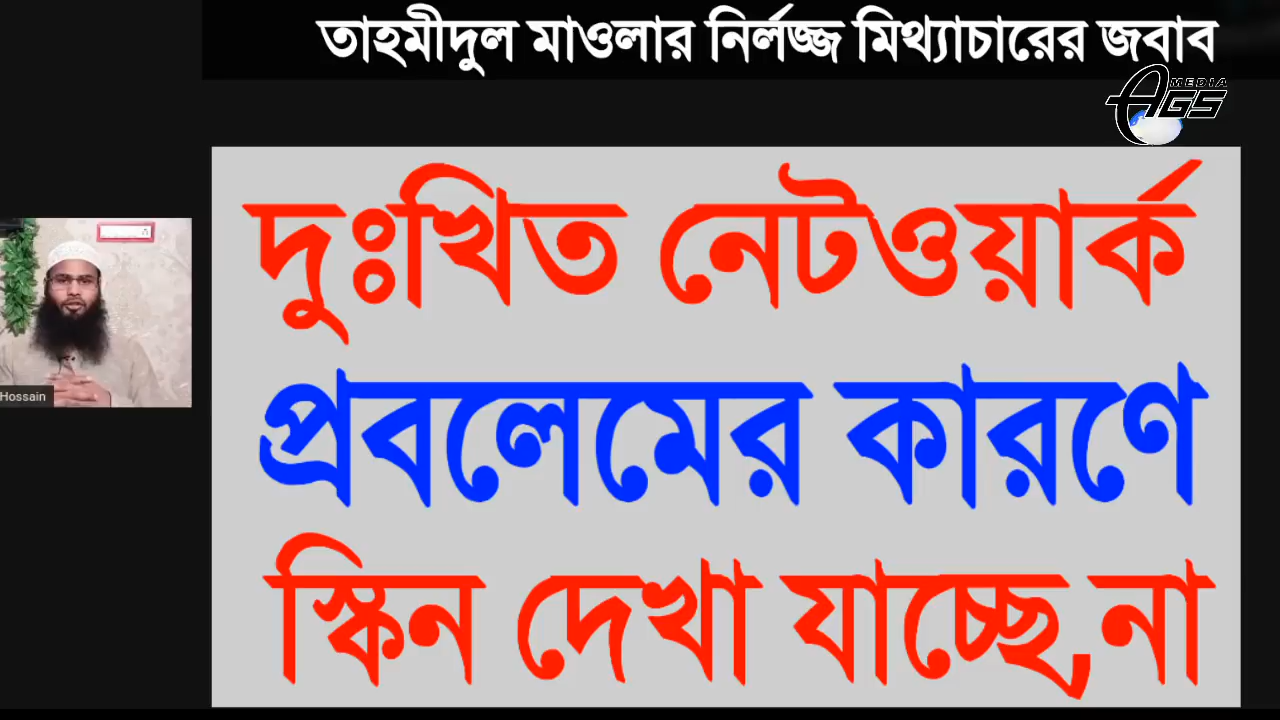 তাহমীদুল মাওলার নির্লজ্জ মিথ্যাচারের জবাব
MEDIA
AGS
দুঃখিত নেটওয়ার্ক
প্রবলেমের কারণে
স্কিন দেখা যাচ্ছে,না
Hossain